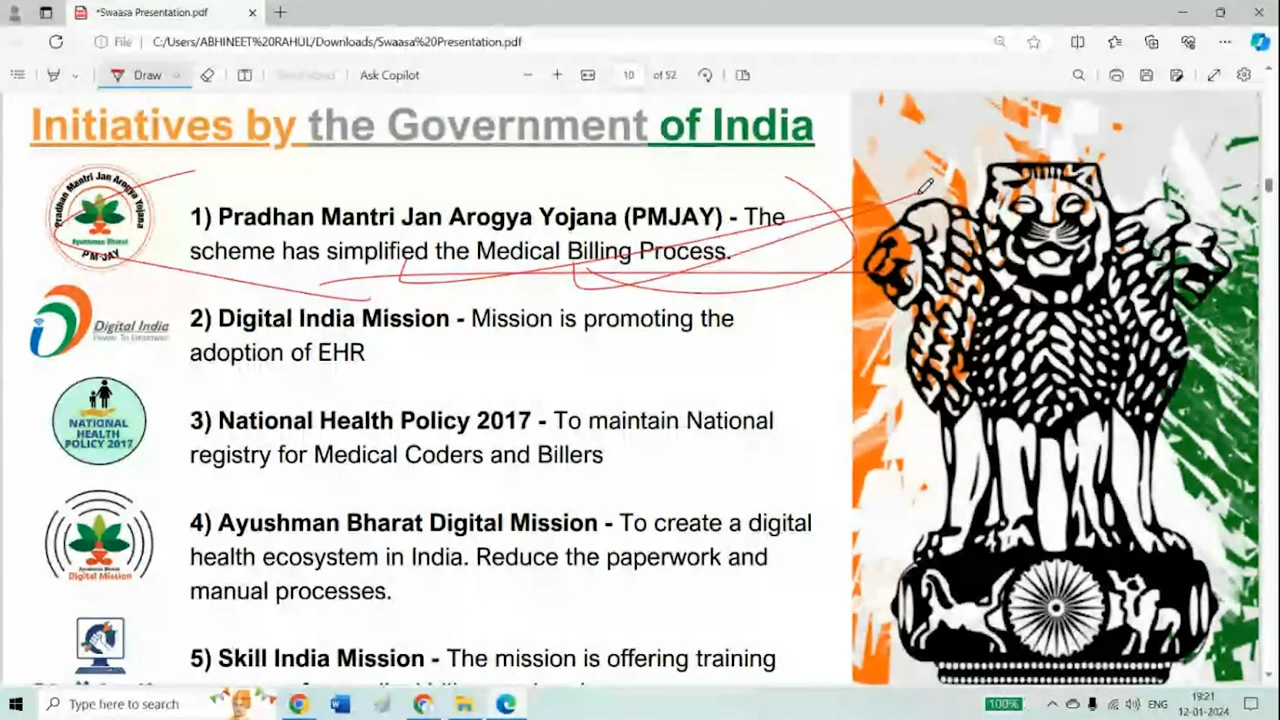 *Swaasa Presentation.pdf
File
C:/Users/ABHINEET%20RAHUL/Downloads/Swaasa%20Presentation.pdf
Draw
Ask Copilot
10 of 52
Initiatives by the Government of India
Pradhan Mantri Jan Arogya Yojana
Ayushman Bharat
PM-JAY
1) Pradhan Mantri Jan Arogya Yojana (PMJAY) - The
scheme has simplified the Medical Billing Process.
Digital India
Power To Empower
2) Digital India Mission - Mission is promoting the
adoption of EHR
NATIONAL
HEALTH
POLICY 2017
3) National Health Policy 2017 - To maintain National
registry for Medical Coders and Billers
Ayushman Bharat
Digital Mission
4) Ayushman Bharat Digital Mission - To create a digital
health ecosystem in India. Reduce the paperwork and
manual processes.
5) Skill India Mission - The mission is offering training
Type here to search
100%
ENG
19:21
12-01-2024